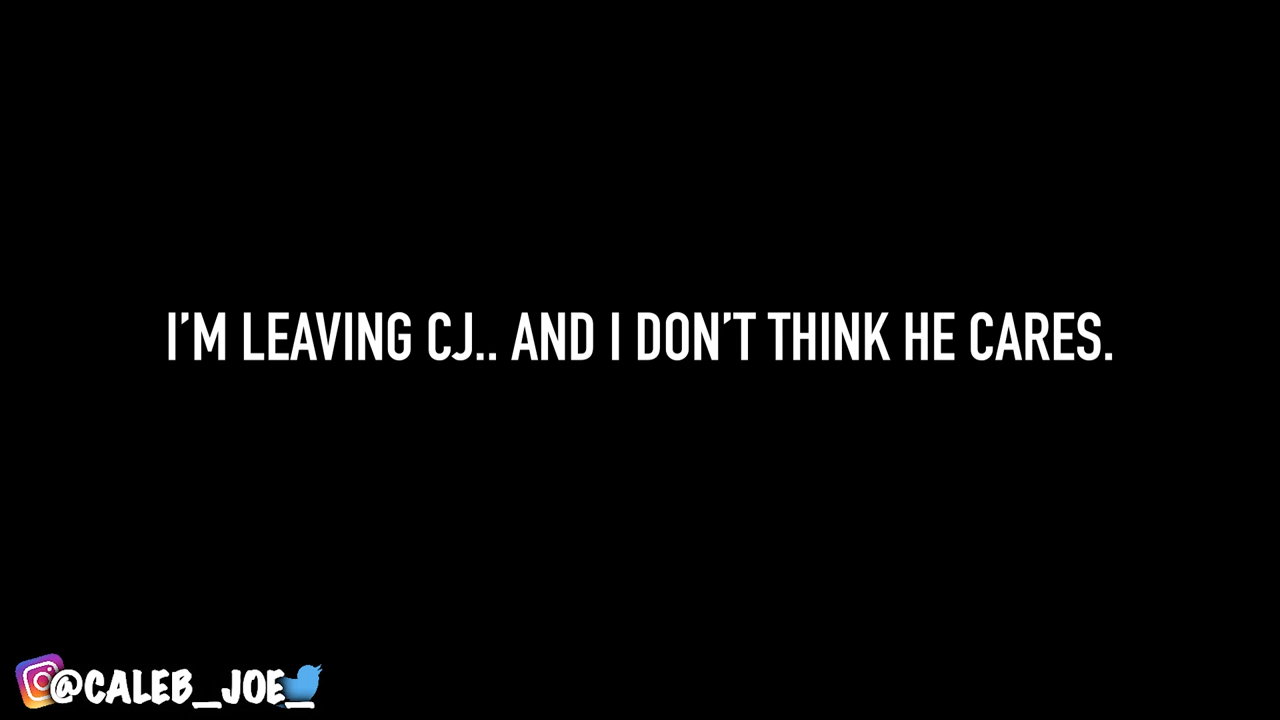 I’M LEAVING CJ.. AND I DON’T THINK HE CARES.
@CALEB_JOE_